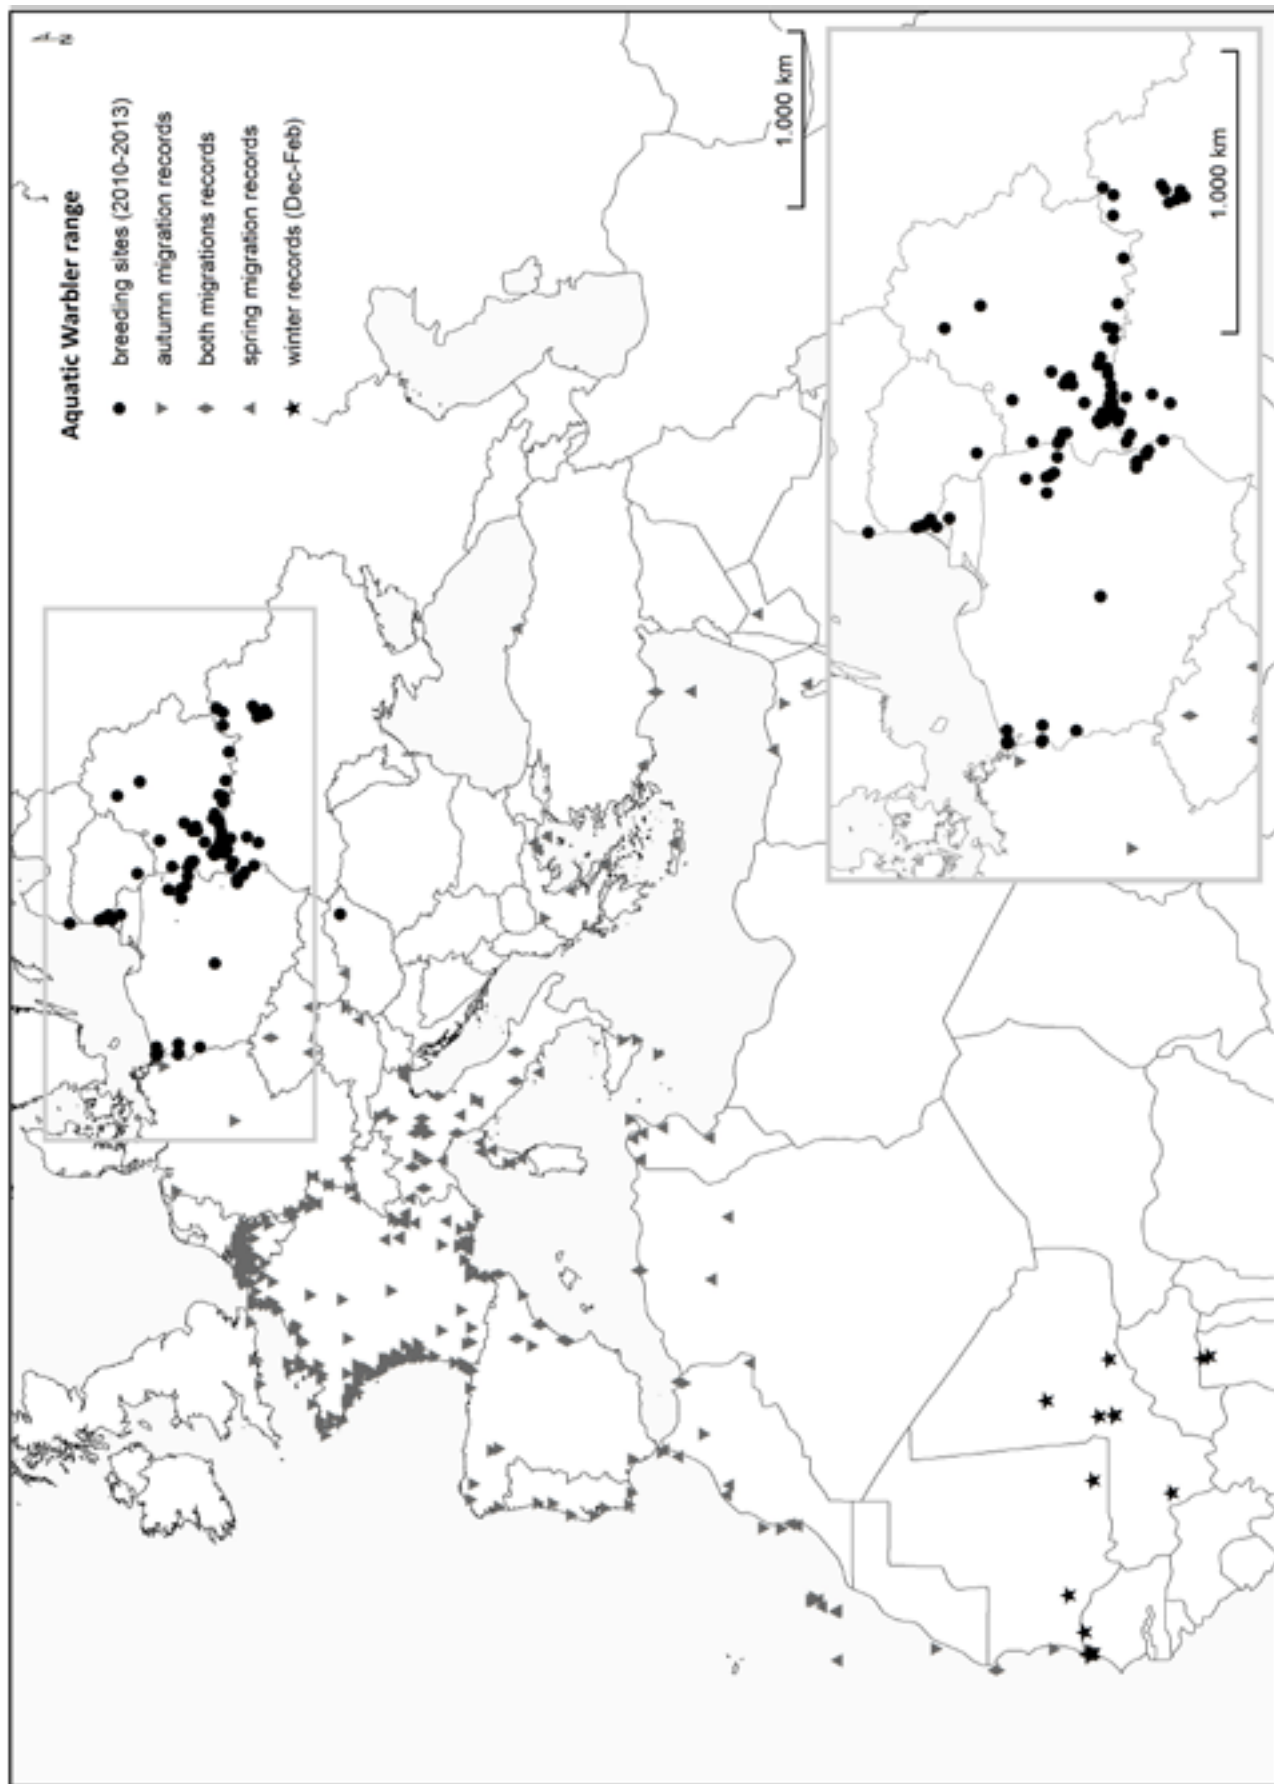 N
Aquatic Warbler range
breeding sites (2010-2013)
autumn migration records
both migrations records
spring migration records
winter records (Dec-Feb)
1.000 km
1.000 km